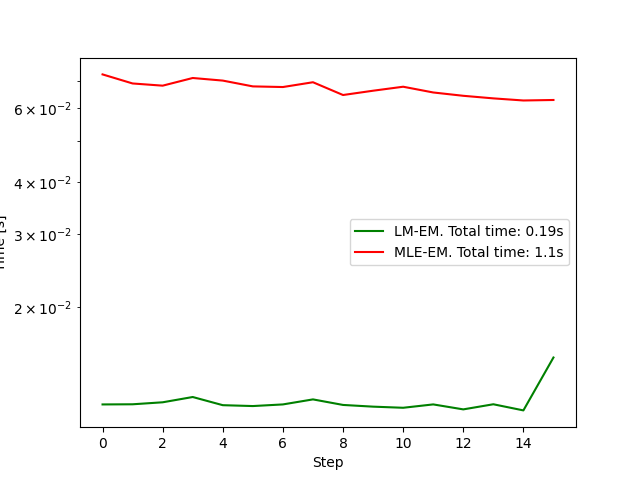 6 × 10⁻²
4 × 10⁻²
3 × 10⁻²
2 × 10⁻²
Time [s]
LM-EM. Total time: 0.19s
MLE-EM. Total time: 1.1s
0 2 4 6 8 10 12 14
Step